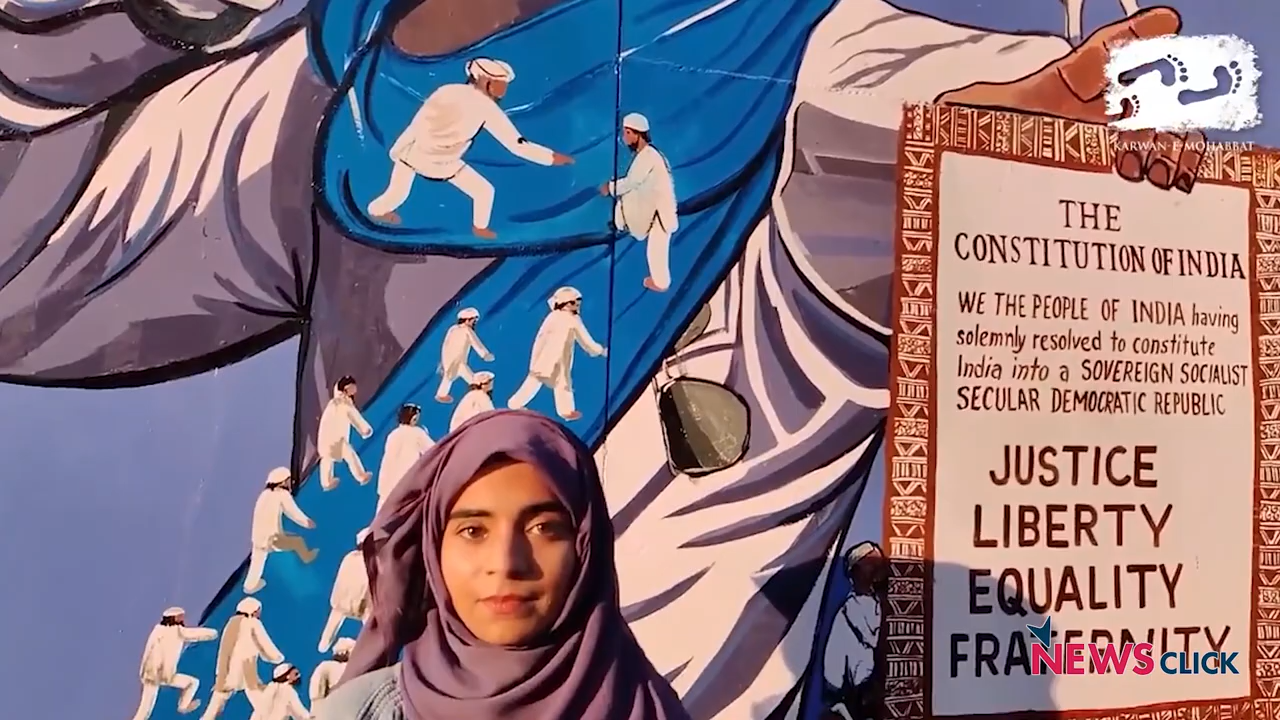 KARWAN-E-MOHABBAT
THE
CONSTITUTION OF INDIA
WE THE PEOPLE OF INDIA having
solemnly resolved to constitute
India into a SOVEREIGN SOCIALIST
SECULAR DEMOCRATIC REPUBLIC
JUSTICE
LIBERTY
EQUALITY
FRATERNITY
NEWSCLICK